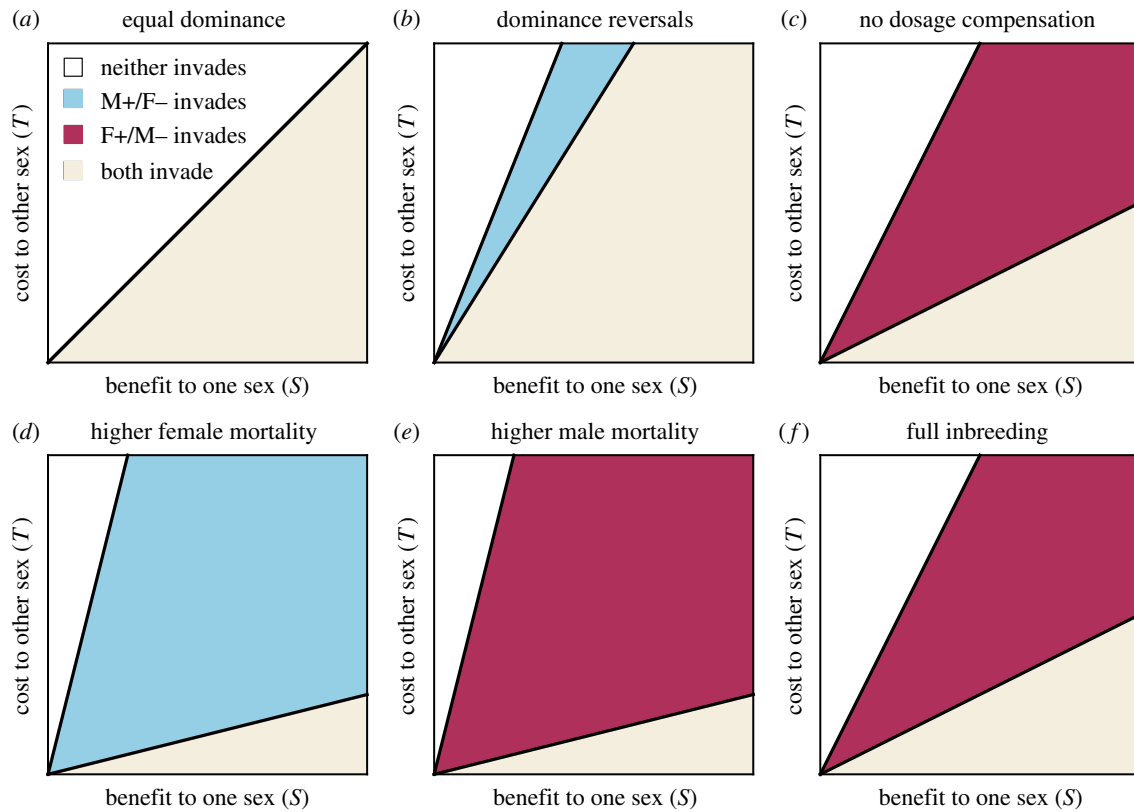 (a) equal dominance
neither invades
M+/F– invades
F+/M– invades
both invade
cost to other sex (T)
benefit to one sex (S)
(b) dominance reversals
cost to other sex (T)
benefit to one sex (S)
(c) no dosage compensation
cost to other sex (T)
benefit to one sex (S)
(d) higher female mortality
cost to other sex (T)
benefit to one sex (S)
(e) higher male mortality
cost to other sex (T)
benefit to one sex (S)
(f) full inbreeding
cost to other sex (T)
benefit to one sex (S)